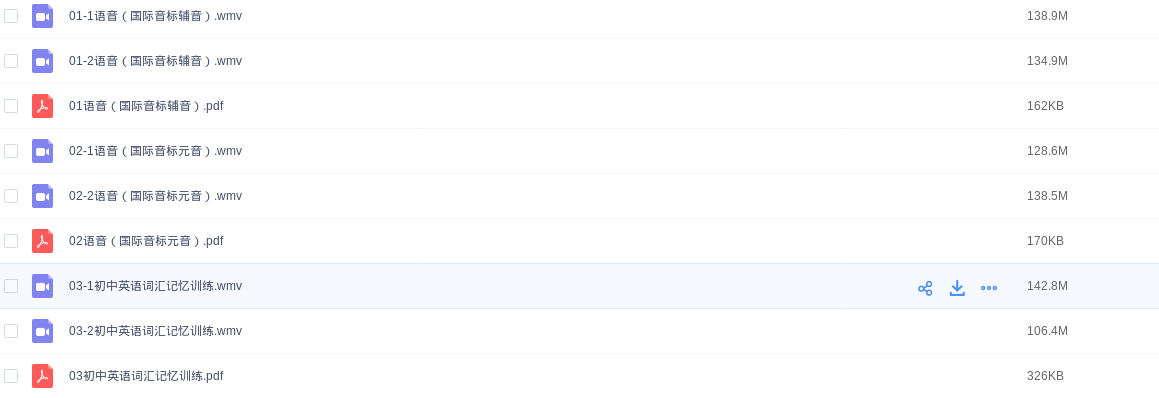 01-1语音（国际音标辅音）.wmv 138.9M
01-2语音（国际音标辅音）.wmv 134.9M
01语音（国际音标辅音）.pdf 162KB
02-1语音（国际音标元音）.wmv 128.6M
02-2语音（国际音标元音）.wmv 138.5M
02语音（国际音标元音）.pdf 170KB
03-1初中英语词汇记忆训练.wmv 142.8M
03-2初中英语词汇记忆训练.wmv 106.4M
03初中英语词汇记忆训练.pdf 326KB